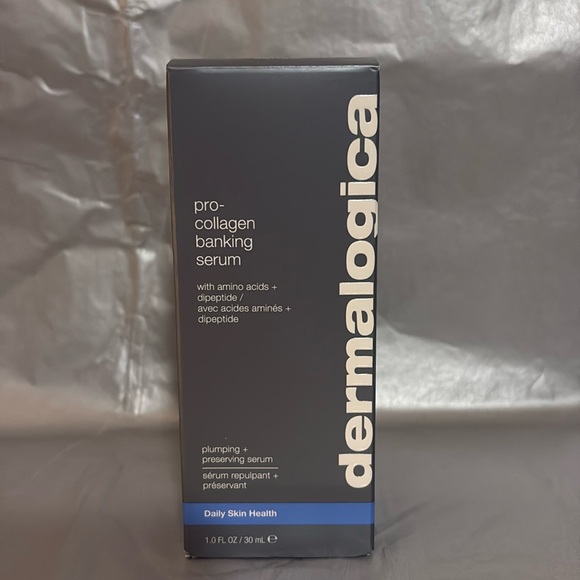 pro-
collagen
banking
serum
with amino acids +
dipeptide /
avec acides aminés +
dipeptide
plumping +
preserving serum
sérum repulpant +
préservant
Daily Skin Health
1.0 FL OZ / 30 mL ℮
dermalogica